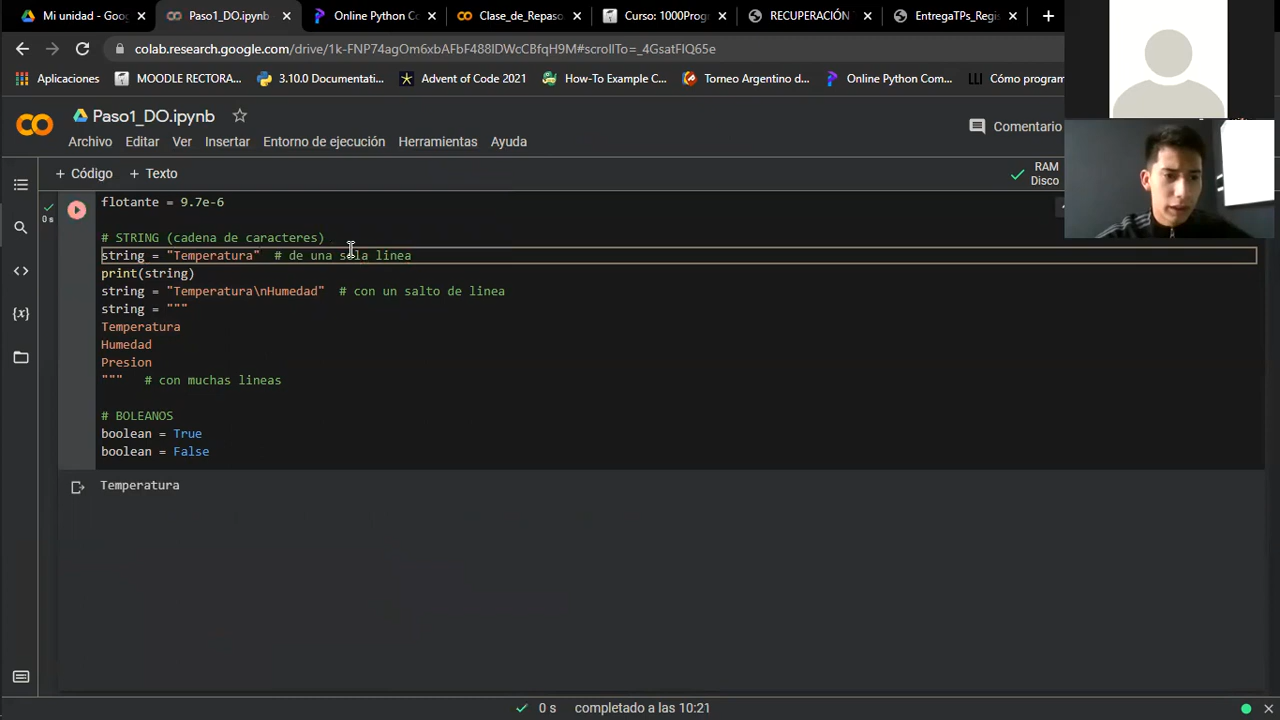 Mi unidad - Goog
Paso1_DO.ipynb
Online Python Co
Clase_de_Repaso
Curso: 1000Prog
RECUPERACIÓN
EntregaTPs_Regis
colab.research.google.com/drive/1k-FNP74agOm6xbAFbF488lDWcCBfqH9M#scrollTo=_4GsatFIQ65e
Aplicaciones
MOODLE RECTORA...
3.10.0 Documentati...
Advent of Code 2021
How-To Example C...
Torneo Argentino d...
Online Python Com...
Cómo program
Paso1_DO.ipynb
Comentario
Archivo Editar Ver Insertar Entorno de ejecución Herramientas Ayuda
+ Código + Texto
RAM
Disco
0 s
flotante = 9.7e-6
# STRING (cadena de caracteres)
string = "Temperatura" # de una sola linea
print(string)
string = "Temperatura\nHumedad" # con un salto de linea
string = """
Temperatura
Humedad
Presion
""" # con muchas lineas
# BOLEANOS
boolean = True
boolean = False
Temperatura
0 s completado a las 10:21